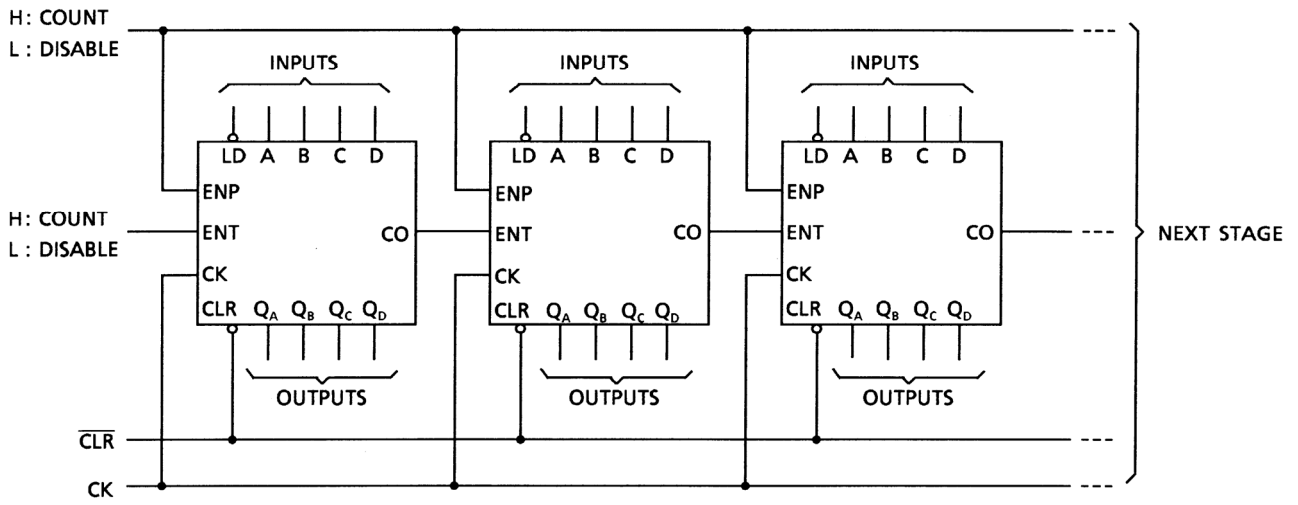 H: COUNT
L : DISABLE
INPUTS INPUTS INPUTS
LD A B C D LD A B C D LD A B C D
ENP ENP ENP
H: COUNT
L : DISABLE
ENT CO ENT CO ENT CO NEXT STAGE
CK CK CK
CLR QA QB QC QD CLR QA QB QC QD CLR QA QB QC QD
OUTPUTS OUTPUTS OUTPUTS
CLR
CK